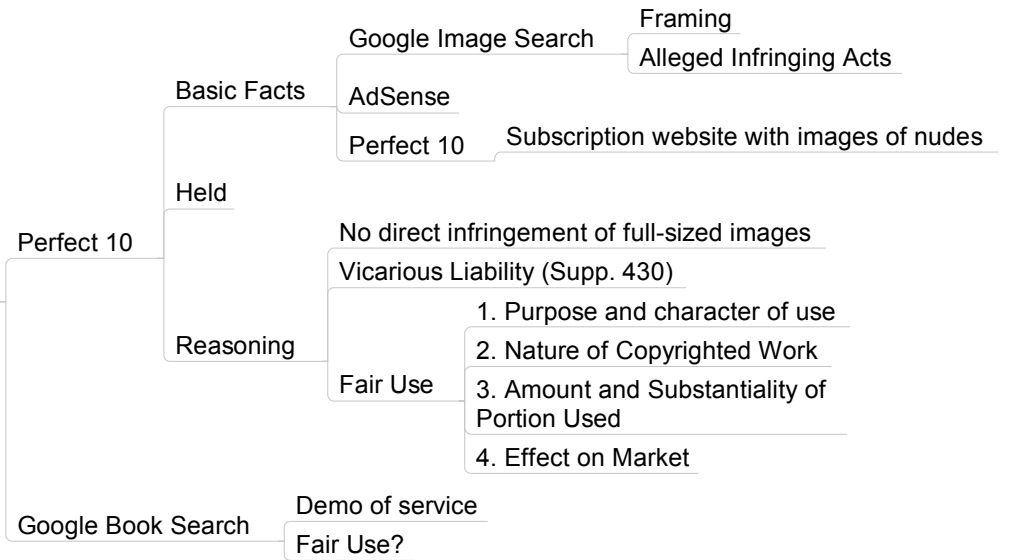 Perfect 10
Basic Facts
Google Image Search
Framing
Alleged Infringing Acts
AdSense
Perfect 10
Subscription website with images of nudes
Held
Reasoning
No direct infringement of full-sized images
Vicarious Liability (Supp. 430)
Fair Use
1. Purpose and character of use
2. Nature of Copyrighted Work
3. Amount and Substantiality of
Portion Used
4. Effect on Market
Google Book Search
Demo of service
Fair Use?